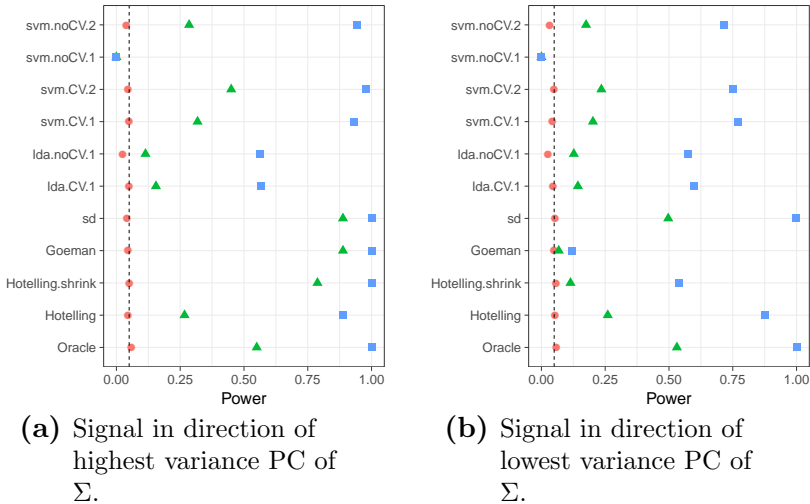 svm.noCV.2
svm.noCV.1
svm.CV.2
svm.CV.1
lda.noCV.1
lda.CV.1
sd
Goeman
Hotelling.shrink
Hotelling
Oracle
0.00 0.25 0.50 0.75 1.00
Power
(a) Signal in direction of
highest variance PC of
Σ.
svm.noCV.2
svm.noCV.1
svm.CV.2
svm.CV.1
lda.noCV.1
lda.CV.1
sd
Goeman
Hotelling.shrink
Hotelling
Oracle
0.00 0.25 0.50 0.75 1.00
Power
(b) Signal in direction of
lowest variance PC of
Σ.